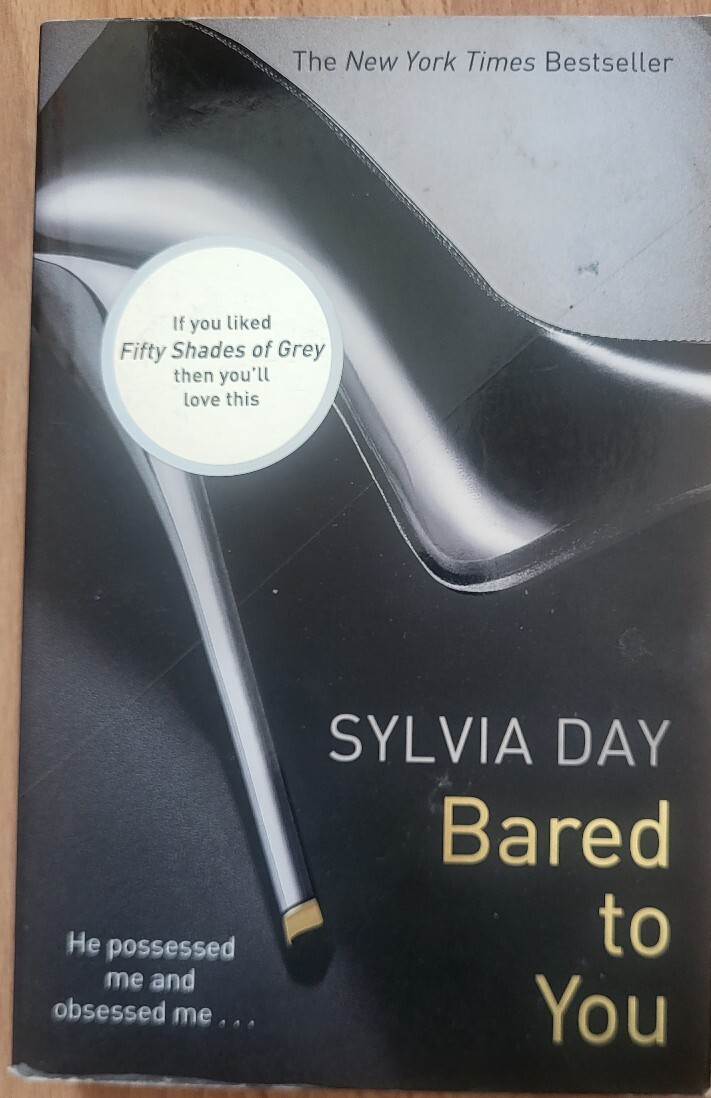 The New York Times Bestseller
If you liked
Fifty Shades of Grey
then you'll
love this
SYLVIA DAY
Bared
to
You
He possessed
me and
obsessed me . . .